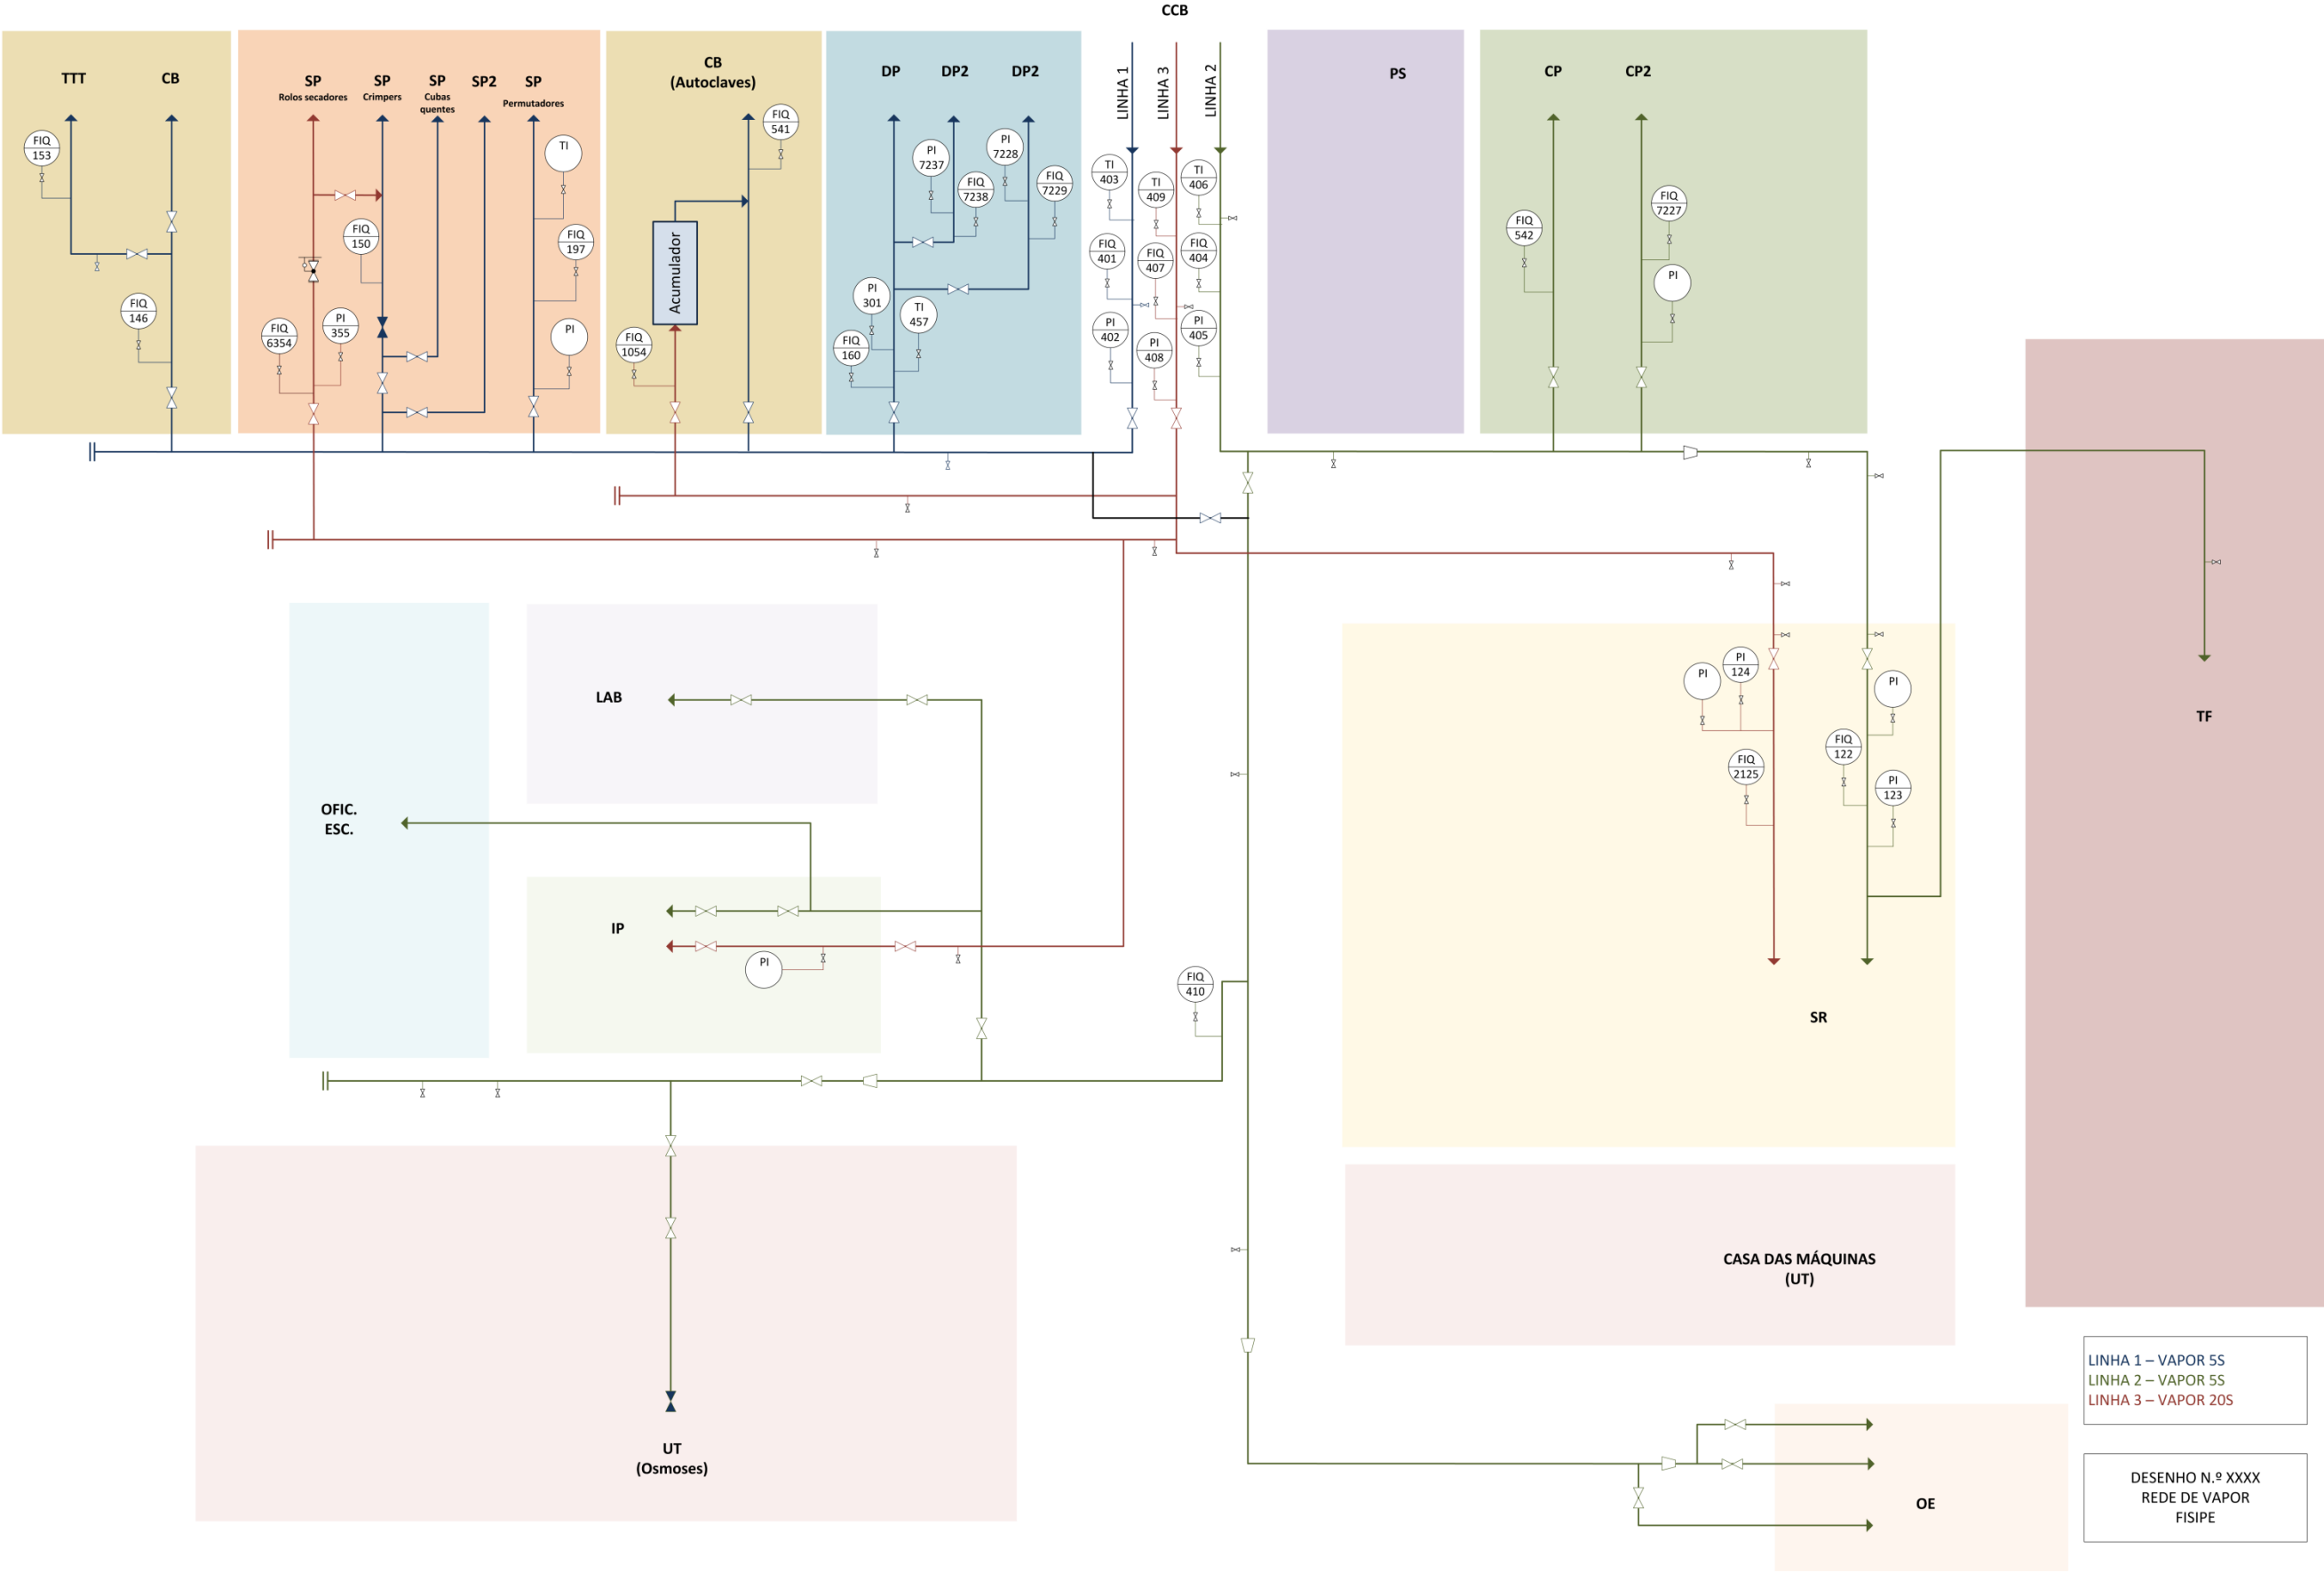 CCB
TTT
CB
SP
Rolos secadores
SP
Crimpers
SP
Cubas
quentes
SP2
SP
Permutadores
CB
(Autoclaves)
DP
DP2
DP2
LINHA 1
LINHA 3
LINHA 2
PS
CP
CP2
FIQ
153
FIQ
146
FIQ
6354
PI
355
FIQ
150
TI
FIQ
197
PI
FIQ
541
Acumulador
FIQ
1054
PI
7237
FIQ
7238
PI
7228
FIQ
7229
PI
301
TI
457
FIQ
160
TI
403
FIQ
401
PI
402
TI
409
FIQ
407
PI
408
TI
406
FIQ
404
PI
405
FIQ
542
FIQ
7227
PI
LAB
OFIC.
ESC.
IP
PI
FIQ
410
PI
PI
124
FIQ
2125
PI
FIQ
122
PI
123
SR
TF
CASA DAS MÁQUINAS
(UT)
UT
(Osmoses)
OE
LINHA 1 – VAPOR 5S
LINHA 2 – VAPOR 5S
LINHA 3 – VAPOR 20S
DESENHO N.º XXXX
REDE DE VAPOR
FISIPE